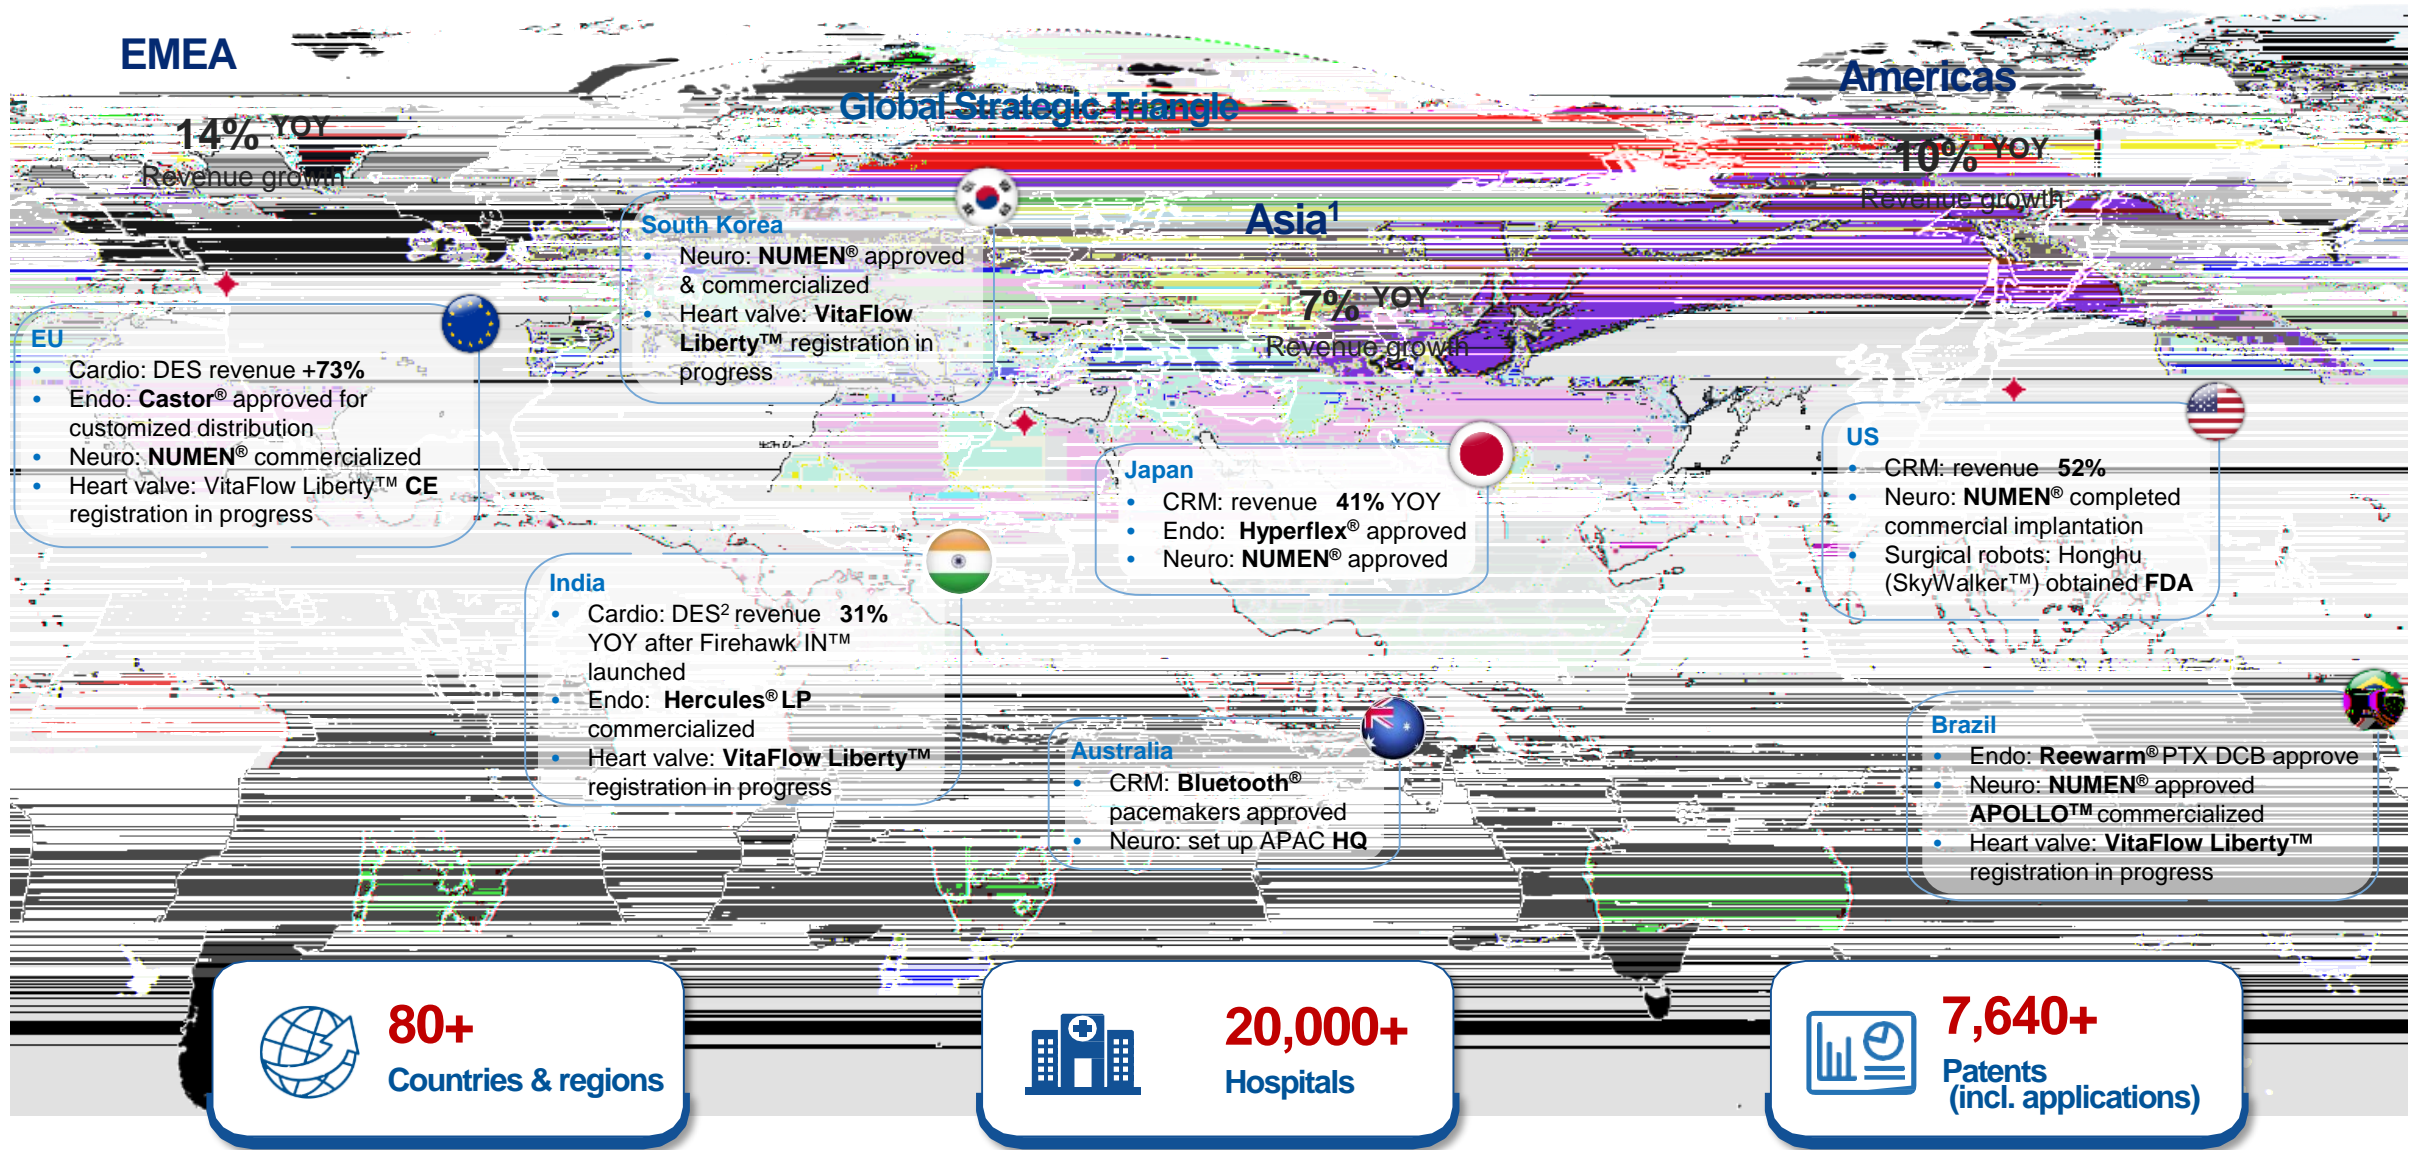 EMEA
14% YOY
Revenue growth
Global Strategic Triangle
Americas
10% YOY
Revenue growth
Asia¹
7% YOY
Revenue growth
South Korea
• Neuro: NUMEN® approved
& commercialized
• Heart valve: VitaFlow
Liberty™ registration in
progress
EU
• Cardio: DES revenue +73%
• Endo: Castor® approved for
customized distribution
• Neuro: NUMEN® commercialized
• Heart valve: VitaFlow Liberty™ CE
registration in progress
Japan
• CRM: revenue 41% YOY
• Endo: Hyperflex® approved
• Neuro: NUMEN® approved
US
• CRM: revenue 52%
• Neuro: NUMEN® completed
commercial implantation
• Surgical robots: Honghu
(SkyWalker™) obtained FDA
India
• Cardio: DES² revenue 31%
YOY after Firehawk IN™
launched
• Endo: Hercules® LP
commercialized
• Heart valve: VitaFlow Liberty™
registration in progress
Australia
• CRM: Bluetooth®
pacemakers approved
• Neuro: set up APAC HQ
Brazil
• Endo: Reewarm® PTX DCB approve
• Neuro: NUMEN® approved
APOLLO™ commercialized
• Heart valve: VitaFlow Liberty™
registration in progress
80+
Countries & regions
20,000+
Hospitals
7,640+
Patents
(incl. applications)